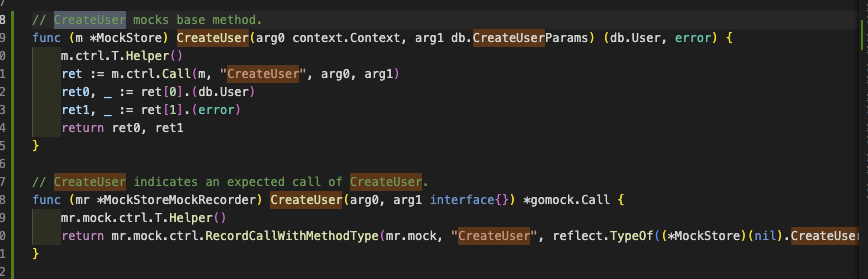 8 // CreateUser mocks base method.
9 func (m *MockStore) CreateUser(arg0 context.Context, arg1 db.CreateUserParams) (db.User, error) {
0 m.ctrl.T.Helper()
1 ret := m.ctrl.Call(m, "CreateUser", arg0, arg1)
2 ret0, _ := ret[0].(db.User)
3 ret1, _ := ret[1].(error)
4 return ret0, ret1
5 }
6
7 // CreateUser indicates an expected call of CreateUser.
8 func (mr *MockStoreMockRecorder) CreateUser(arg0, arg1 interface{}) *gomock.Call {
9 mr.mock.ctrl.T.Helper()
0 return mr.mock.ctrl.RecordCallWithMethodType(mr.mock, "CreateUser", reflect.TypeOf((*MockStore)(nil).CreateUser
1 }
2